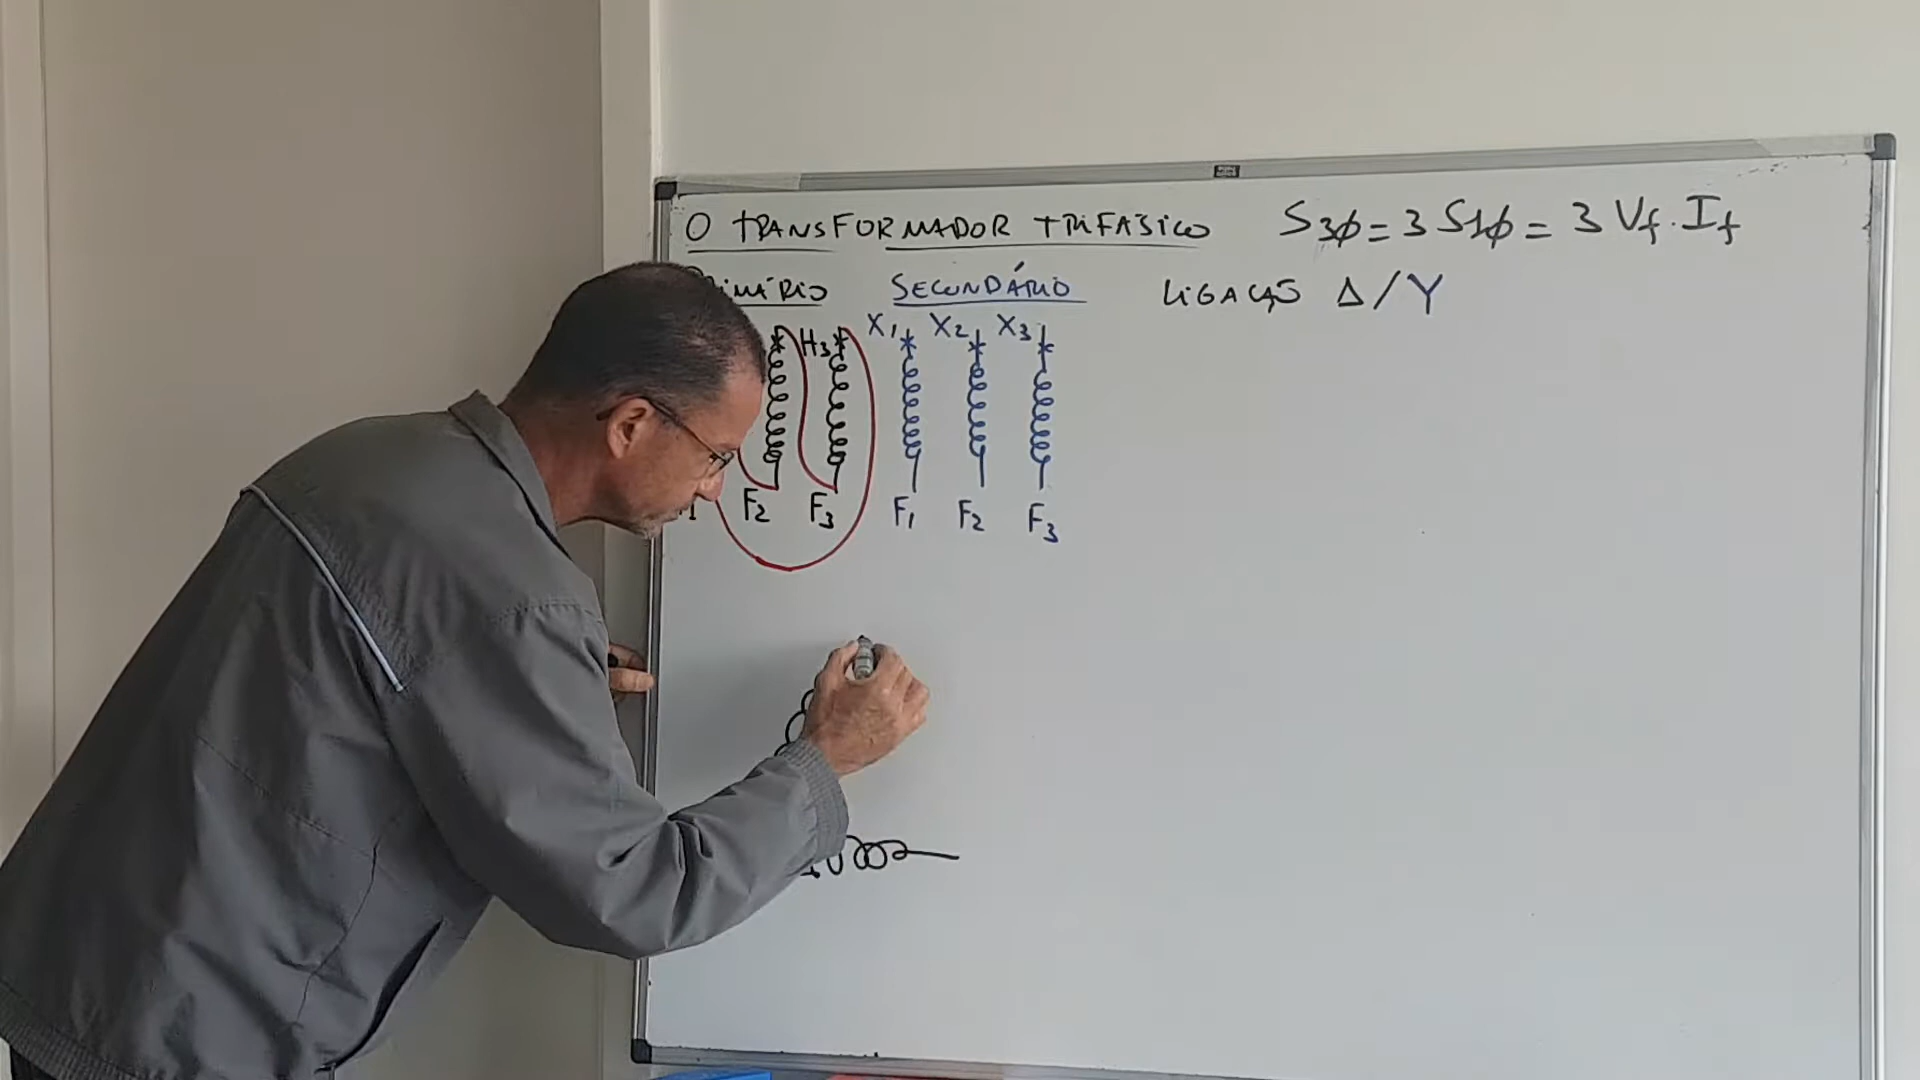 O TRANSFORMADOR TRIFÁSICO S3φ = 3 S1φ = 3 Vf . If
SECUNDÁRIO LIGAÇÃO Δ/Y
H3 X1 X2 X3
F2 F3 F1 F2 F3